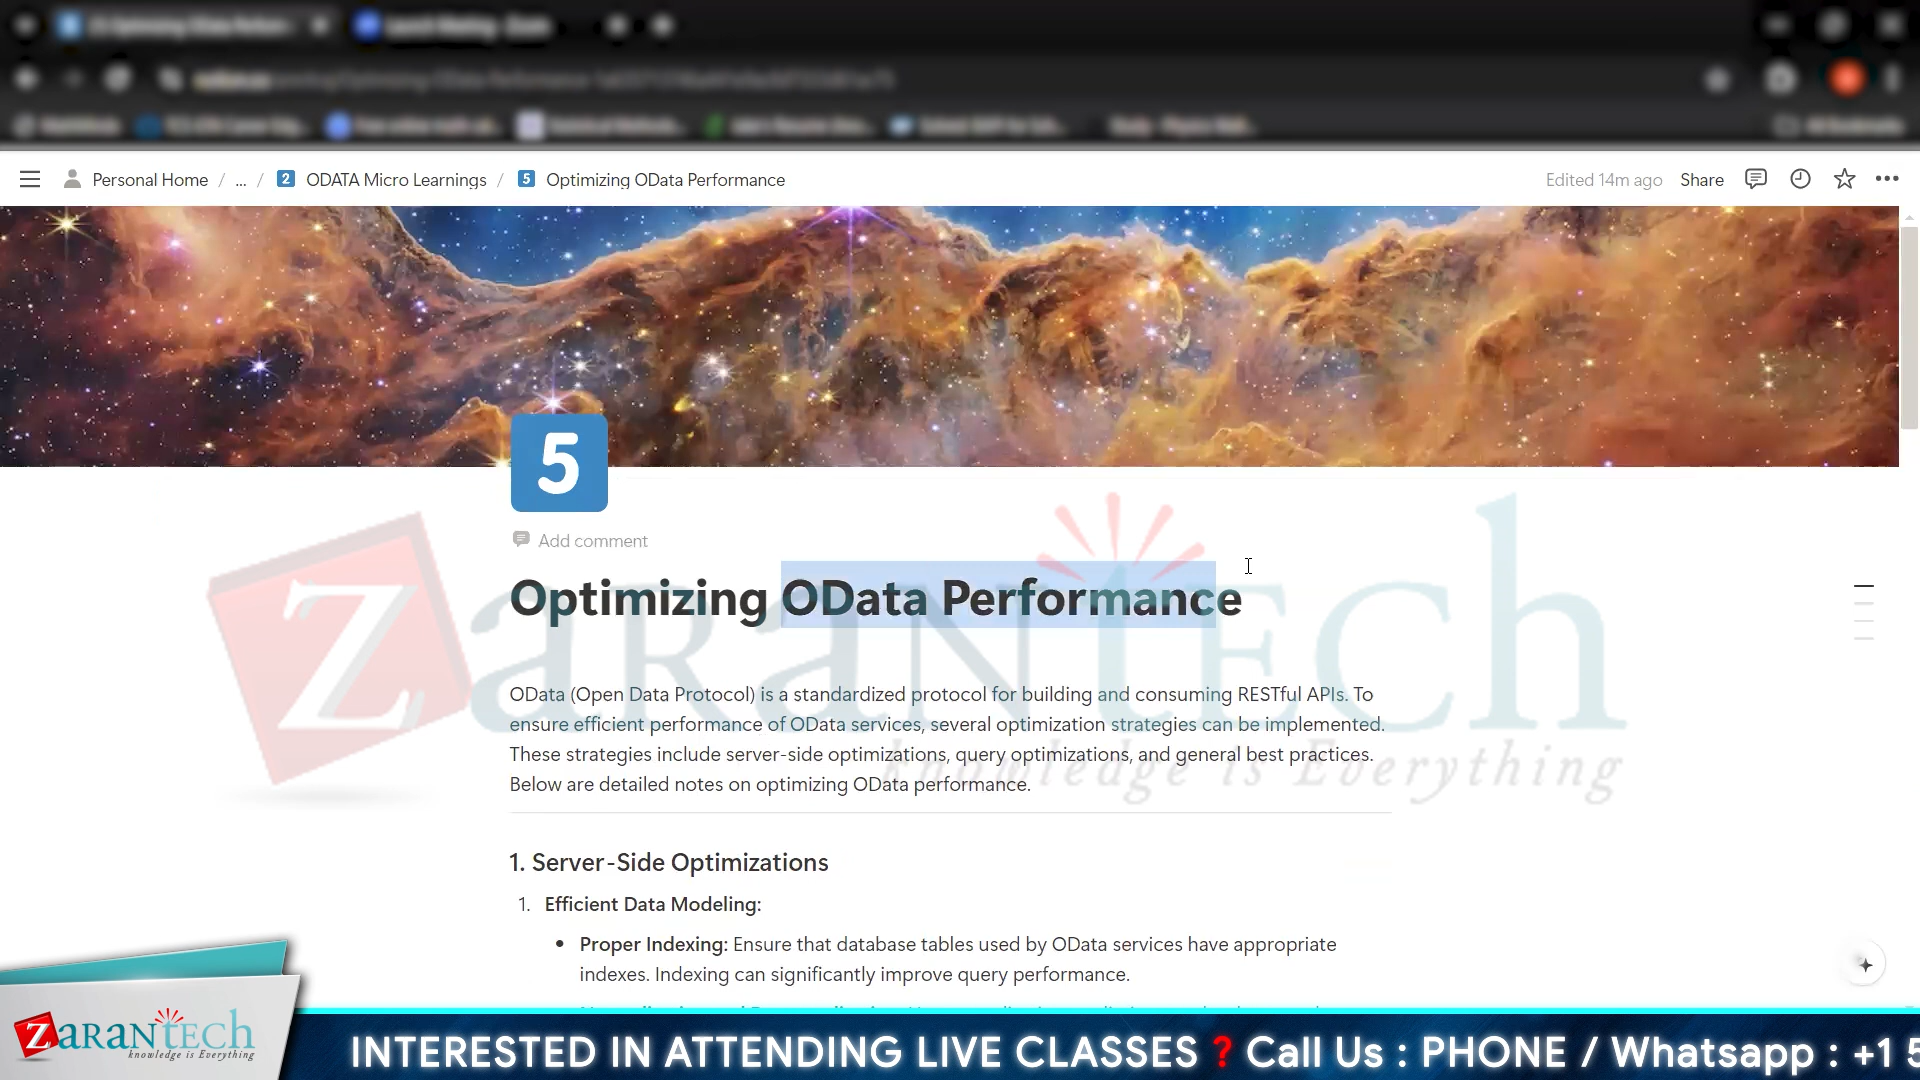 Personal Home / ... / 2 ODATA Micro Learnings / 5 Optimizing OData Performance
Edited 14m ago Share
5
Add comment
Optimizing OData Performance
OData (Open Data Protocol) is a standardized protocol for building and consuming RESTful APIs. To
ensure efficient performance of OData services, several optimization strategies can be implemented.
These strategies include server-side optimizations, query optimizations, and general best practices.
Below are detailed notes on optimizing OData performance.
ZARANTECH
knowledge is Everything
1. Server-Side Optimizations
1. Efficient Data Modeling:
• Proper Indexing: Ensure that database tables used by OData services have appropriate
indexes. Indexing can significantly improve query performance.
ZARANTECH
knowledge is Everything
INTERESTED IN ATTENDING LIVE CLASSES ❓ Call Us : PHONE / Whatsapp : +1 5